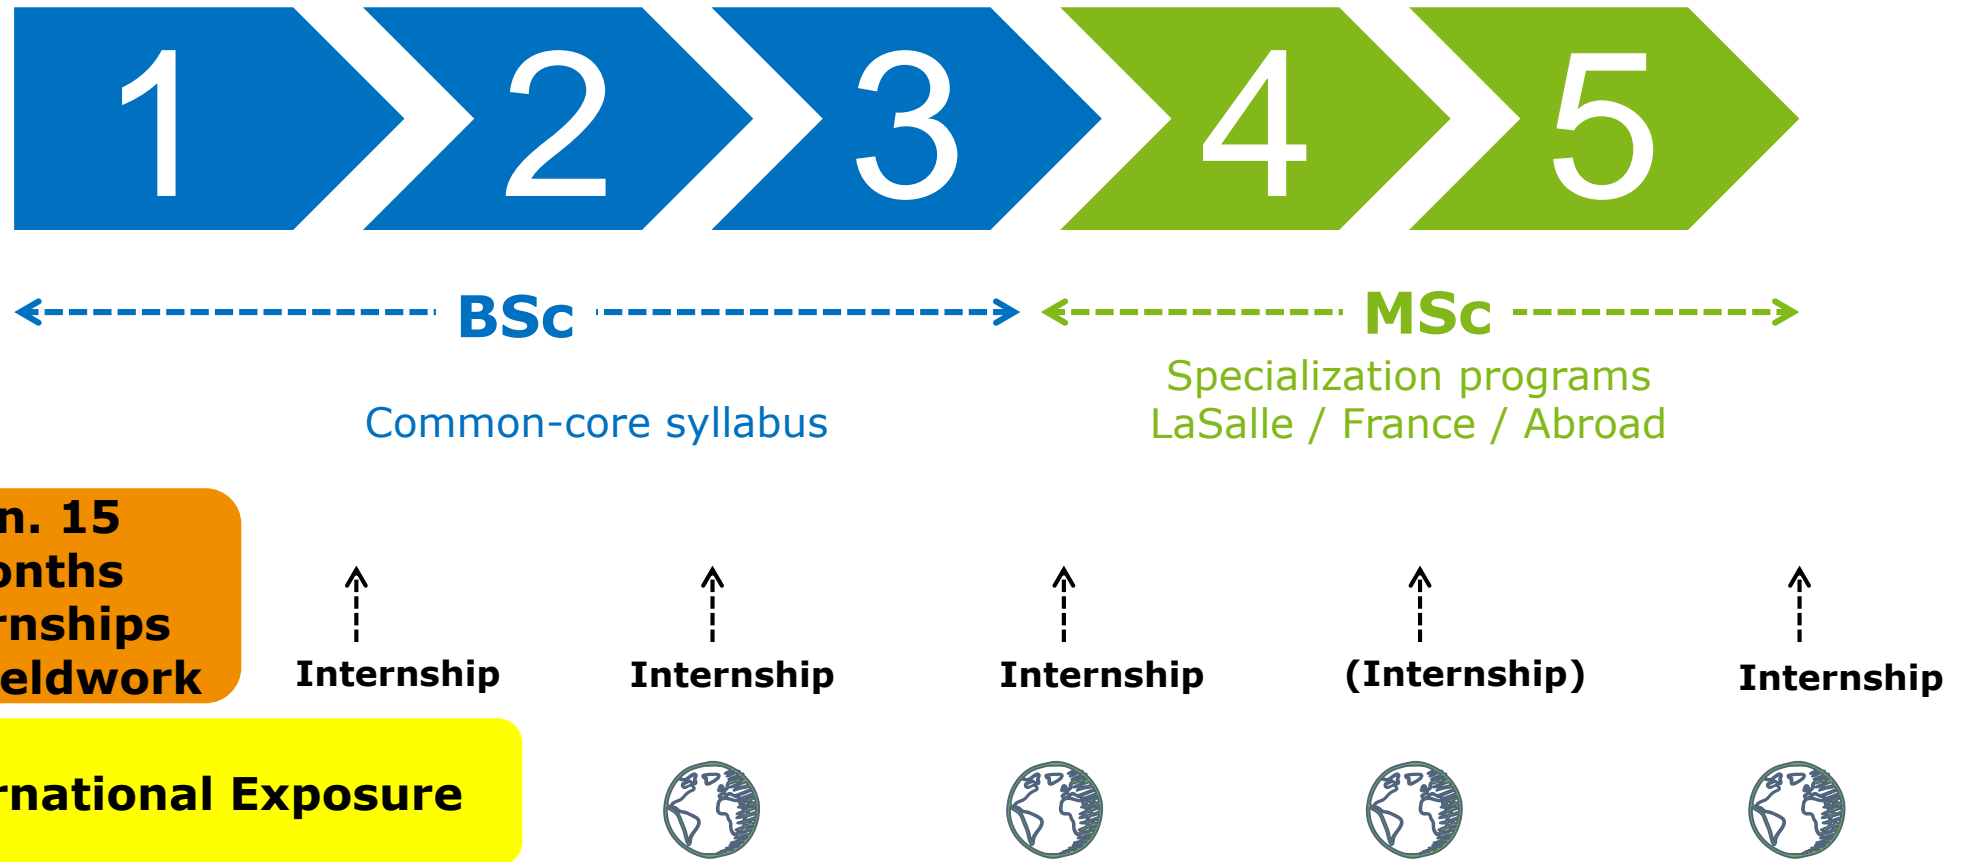 1 2 3 4 5
BSc
MSc
Common-core syllabus
Specialization programs
LaSalle / France / Abroad
n. 15
onths
rnships
eldwork
Internship
Internship
Internship
(Internship)
Internship
rnational Exposure